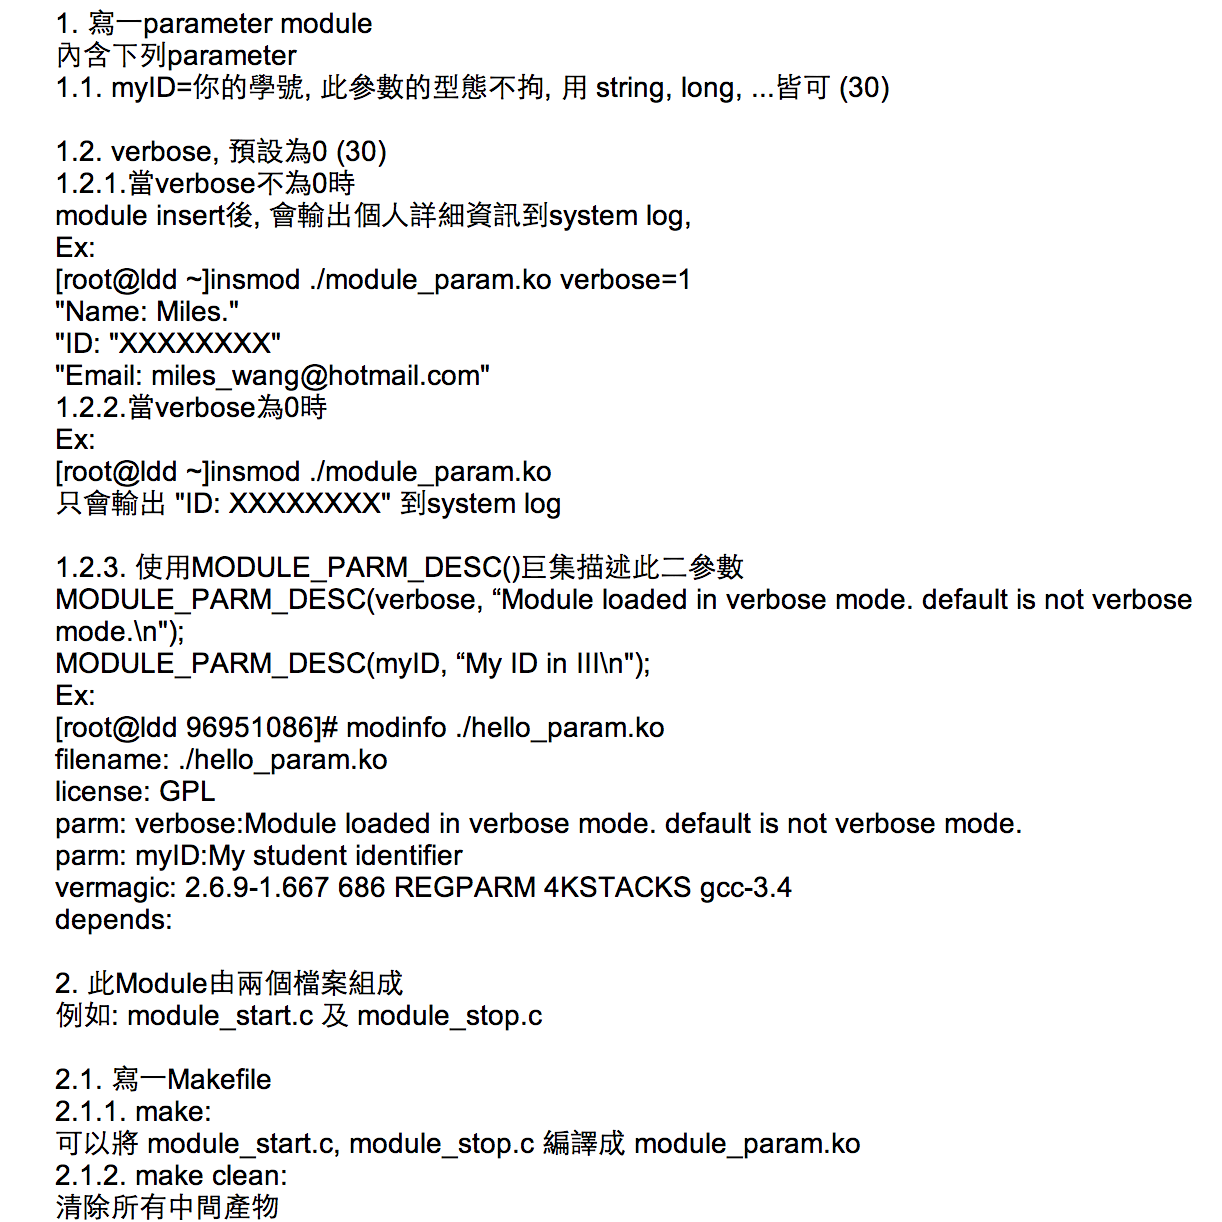 1. 寫一parameter module
內含下列parameter
1.1. myID=你的學號, 此參數的型態不拘, 用 string, long, ...皆可 (30)
1.2. verbose, 預設為0 (30)
1.2.1.當verbose不為0時
module insert後, 會輸出個人詳細資訊到system log,
Ex:
[root@ldd ~]insmod ./module_param.ko verbose=1
"Name: Miles."
"ID: "XXXXXXXX"
"Email: miles_wang@hotmail.com"
1.2.2.當verbose為0時
Ex:
[root@ldd ~]insmod ./module_param.ko
只會輸出 "ID: XXXXXXXX" 到system log
1.2.3. 使用MODULE_PARM_DESC()巨集描述此二參數
MODULE_PARM_DESC(verbose, “Module loaded in verbose mode. default is not verbose
mode.\n");
MODULE_PARM_DESC(myID, “My ID in III\n");
Ex:
[root@ldd 96951086]# modinfo ./hello_param.ko
filename: ./hello_param.ko
license: GPL
parm: verbose:Module loaded in verbose mode. default is not verbose mode.
parm: myID:My student identifier
vermagic: 2.6.9-1.667 686 REGPARM 4KSTACKS gcc-3.4
depends:
2. 此Module由兩個檔案組成
例如: module_start.c 及 module_stop.c
2.1. 寫一Makefile
2.1.1. make:
可以將 module_start.c, module_stop.c 編譯成 module_param.ko
2.1.2. make clean:
清除所有中間產物